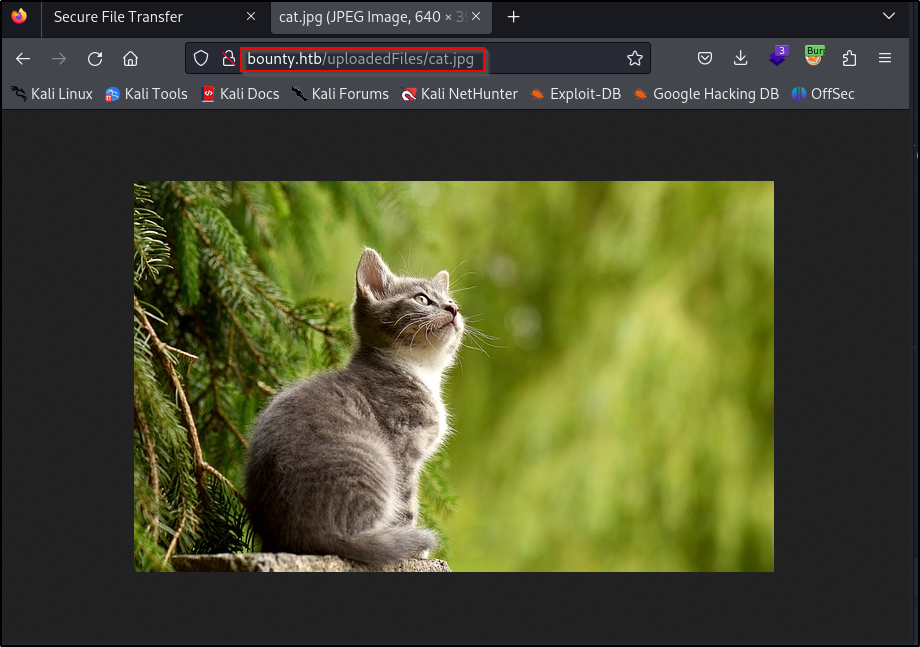 Secure File Transfer
cat.jpg (JPEG Image, 640 × 3
bounty.htb/uploadedFiles/cat.jpg
3
Burp
Kali Linux
Kali Tools
Kali Docs
Kali Forums
Kali NetHunter
Exploit-DB
Google Hacking DB
OffSec